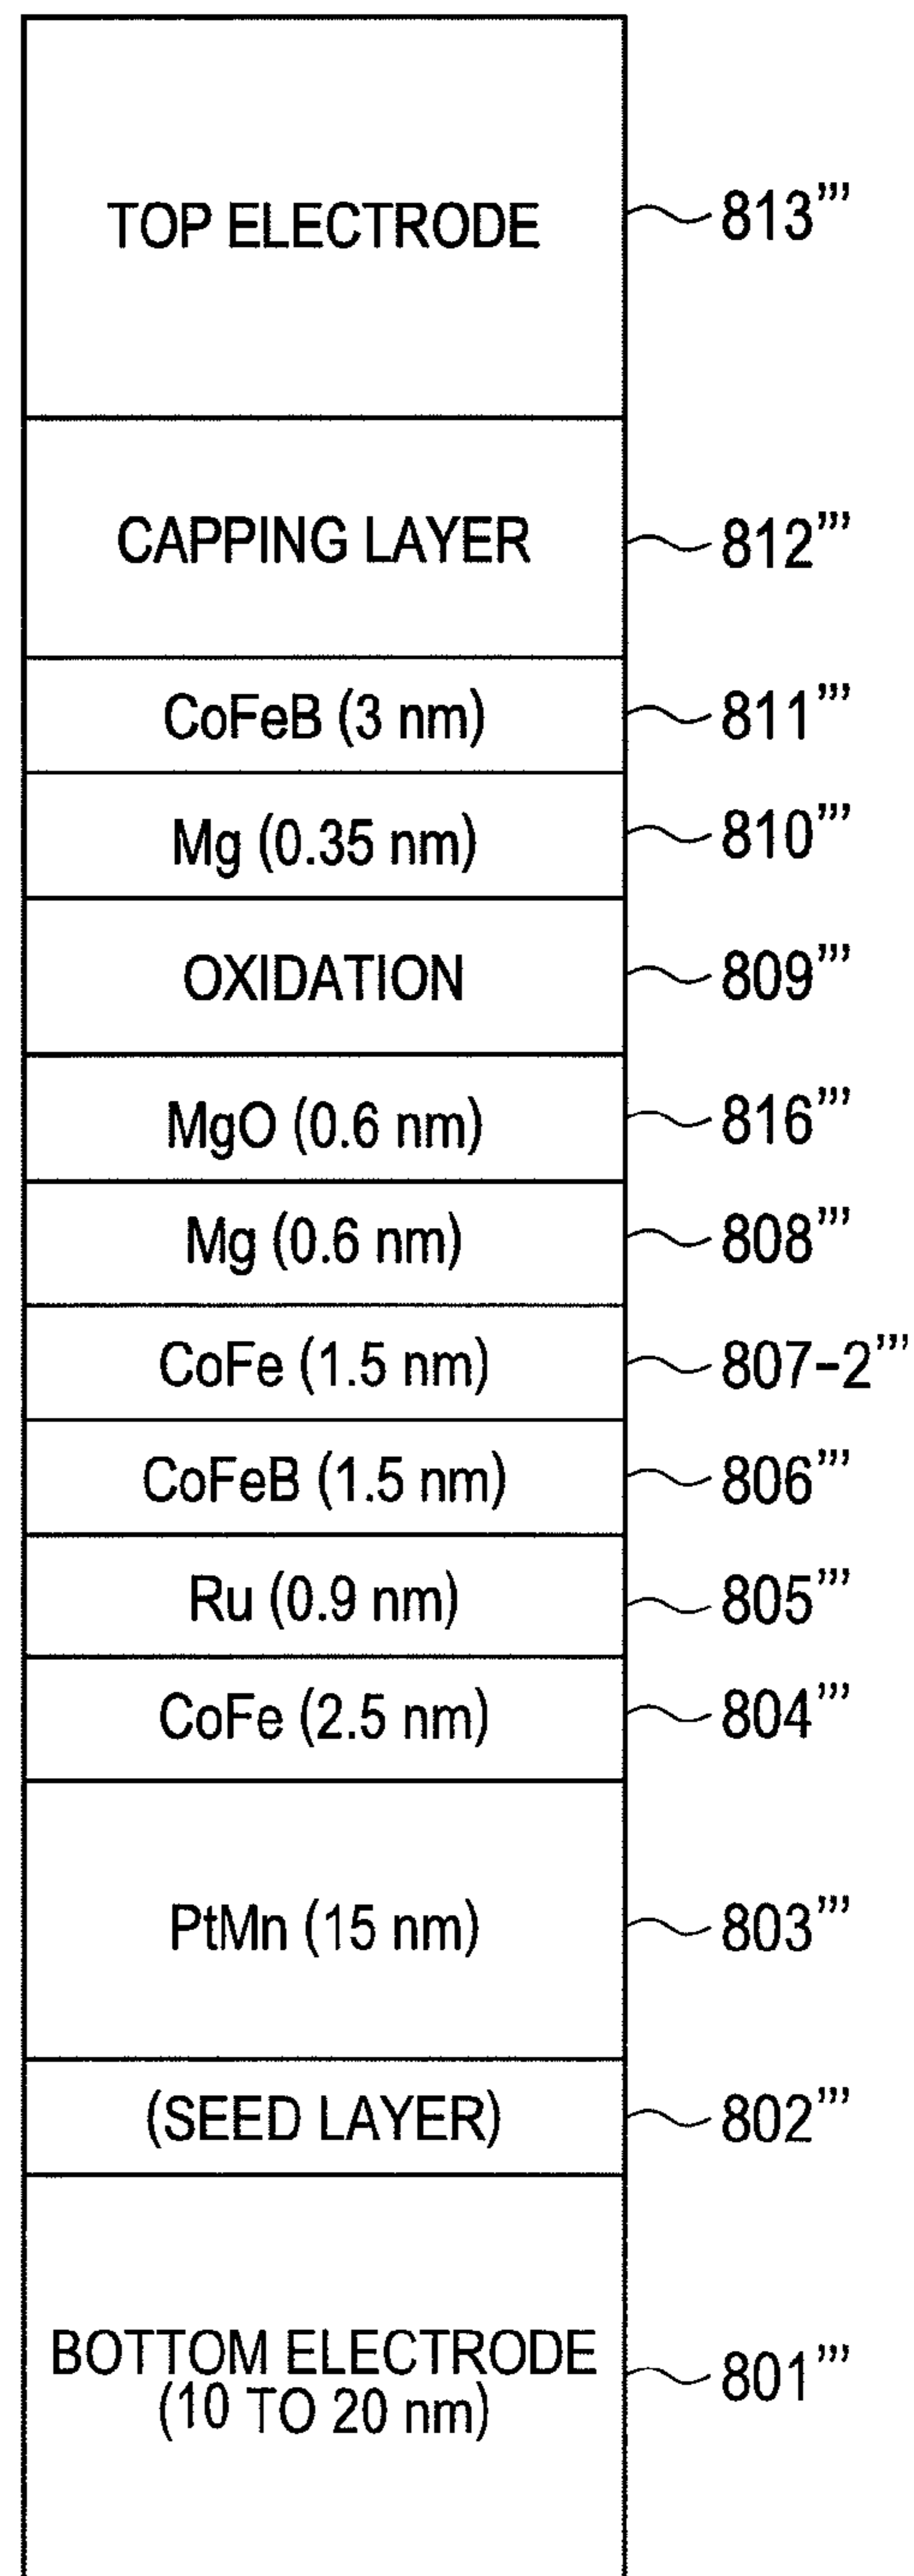 TOP ELECTRODE 813’’’
CAPPING LAYER 812’’’
CoFeB (3 nm) 811’’’
Mg (0.35 nm) 810’’’
OXIDATION 809’’’
MgO (0.6 nm) 816’’’
Mg (0.6 nm) 808’’’
CoFe (1.5 nm) 807-2’’’
CoFeB (1.5 nm) 806’’’
Ru (0.9 nm) 805’’’
CoFe (2.5 nm) 804’’’
PtMn (15 nm) 803’’’
(SEED LAYER) 802’’’
BOTTOM ELECTRODE
(10 TO 20 nm) 801’’’